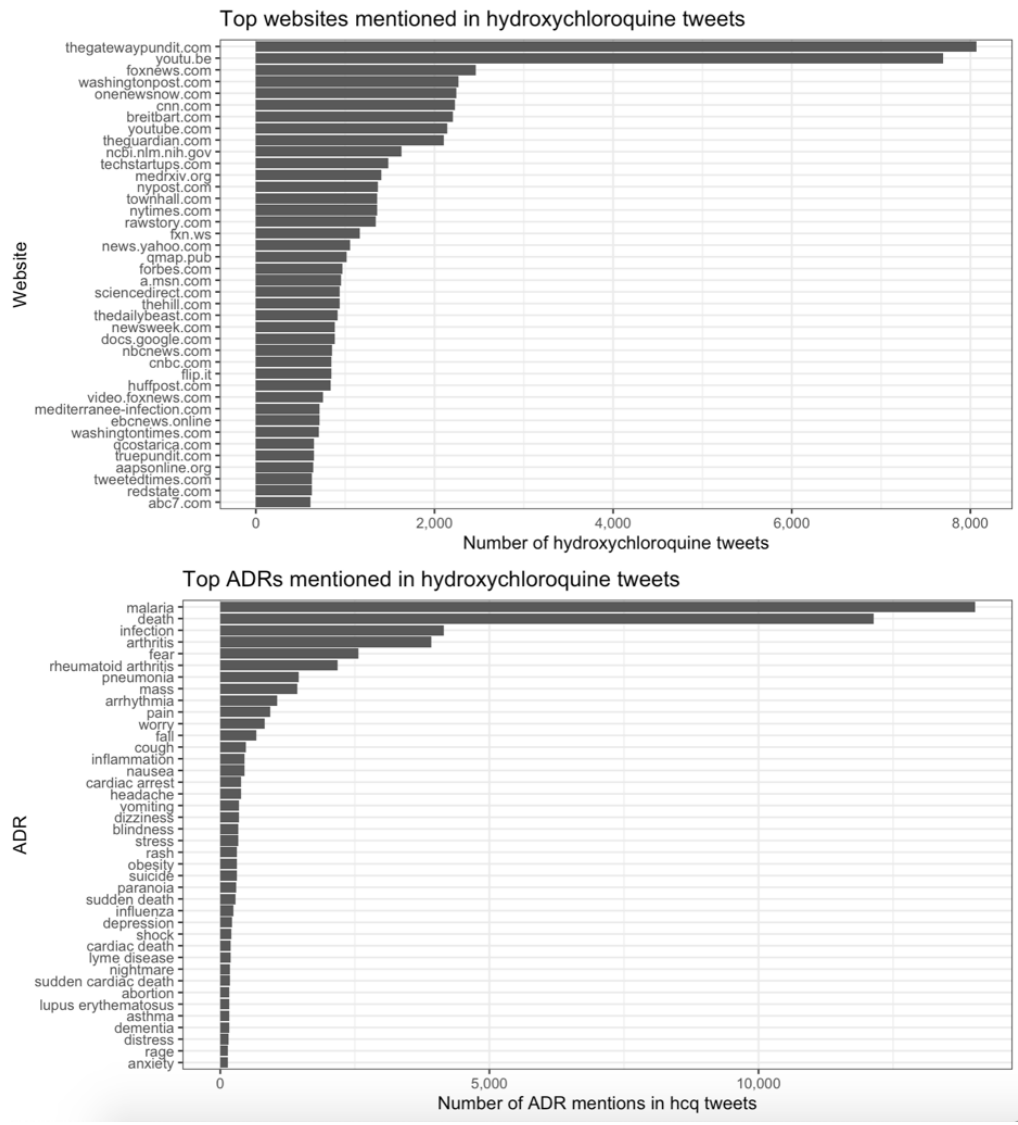 Top websites mentioned in hydroxychloroquine tweets
thegatewaypundit.com
youtu.be
foxnews.com
washingtonpost.com
onenewsnow.com
cnn.com
breitbart.com
youtube.com
theguardian.com
ncbi.nlm.nih.gov
techstartups.com
medrxiv.org
nypost.com
townhall.com
nytimes.com
rawstory.com
fxn.ws
news.yahoo.com
qmap.pub
forbes.com
a.msn.com
sciencedirect.com
thehill.com
thedailybeast.com
newsweek.com
docs.google.com
nbcnews.com
cnbc.com
flip.it
huffpost.com
video.foxnews.com
mediterranee-infection.com
ebcnews.online
washingtontimes.com
qcostarica.com
truepundit.com
aapsonline.org
tweetedtimes.com
redstate.com
abc7.com
Website
0 2,000 4,000 6,000 8,000
Number of hydroxychloroquine tweets
Top ADRs mentioned in hydroxychloroquine tweets
malaria
death
infection
arthritis
fear
rheumatoid arthritis
pneumonia
mass
arrhythmia
pain
worry
fall
cough
inflammation
nausea
cardiac arrest
headache
vomiting
dizziness
blindness
stress
rash
obesity
suicide
paranoia
sudden death
influenza
depression
shock
cardiac death
lyme disease
nightmare
sudden cardiac death
abortion
lupus erythematosus
asthma
dementia
distress
rage
anxiety
ADR
0 5,000 10,000
Number of ADR mentions in hcq tweets